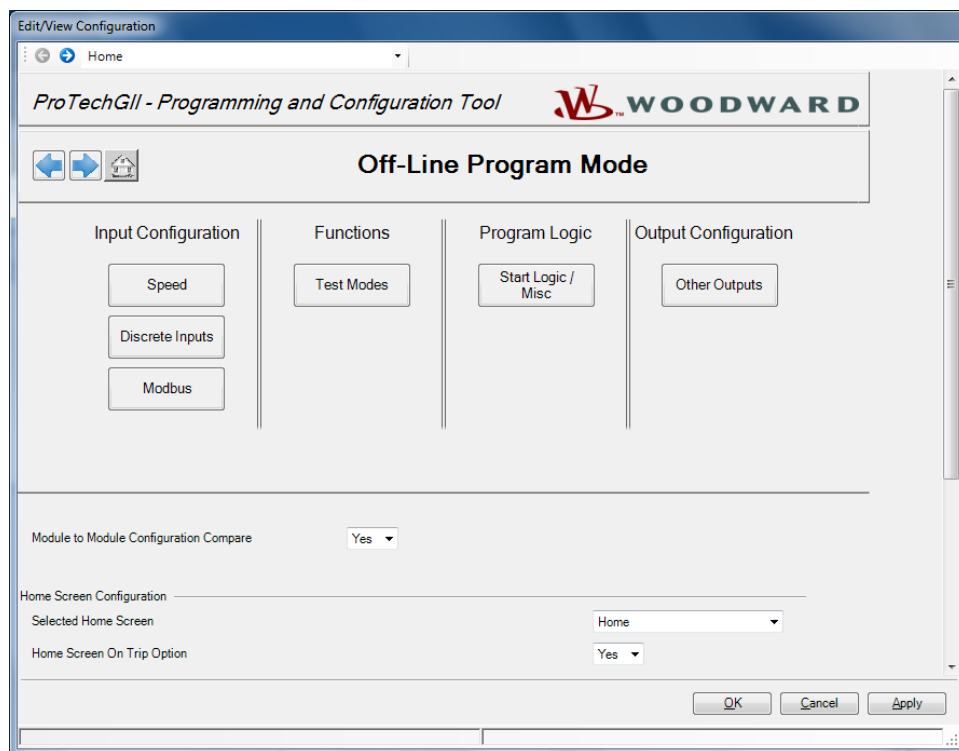 Edit/View Configuration
Home
ProTechGII - Programming and Configuration Tool
WOODWARD
Off-Line Program Mode
Input Configuration
Functions
Program Logic
Output Configuration
Speed
Test Modes
Start Logic /
Misc
Other Outputs
Discrete Inputs
Modbus
Module to Module Configuration Compare
Yes
Home Screen Configuration
Selected Home Screen
Home
Home Screen On Trip Option
Yes
OK
Cancel
Apply